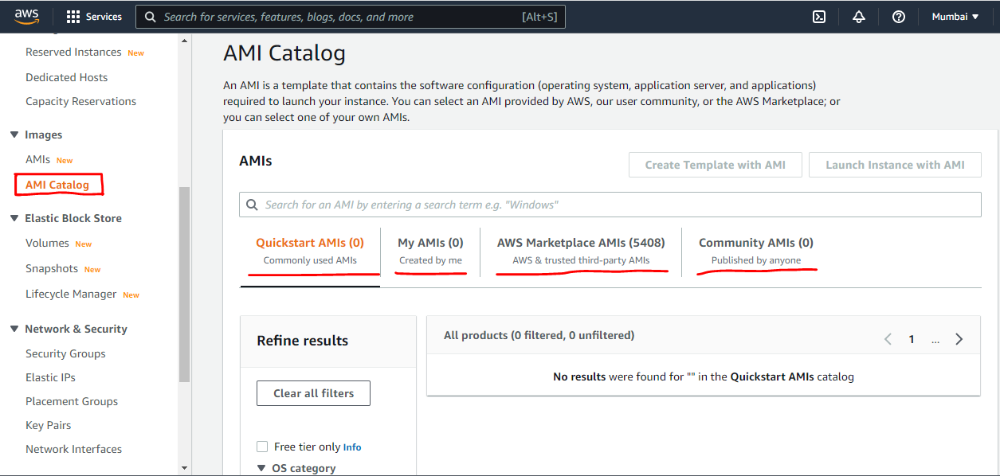 aws
Services
Search for services, features, blogs, docs, and more
[Alt+S]
Mumbai
Reserved Instances New
Dedicated Hosts
Capacity Reservations
Images
AMIs New
AMI Catalog
Elastic Block Store
Volumes New
Snapshots New
Lifecycle Manager New
Network & Security
Security Groups
Elastic IPs
Placement Groups
Key Pairs
Network Interfaces
AMI Catalog
An AMI is a template that contains the software configuration (operating system, application server, and applications)
required to launch your instance. You can select an AMI provided by AWS, our user community, or the AWS Marketplace; or
you can select one of your own AMIs.
AMIs
Create Template with AMI
Launch Instance with AMI
Search for an AMI by entering a search term e.g. "Windows"
Quickstart AMIs (0)
Commonly used AMIs
My AMIs (0)
Created by me
AWS Marketplace AMIs (5408)
AWS & trusted third-party AMIs
Community AMIs (0)
Published by anyone
Refine results
Clear all filters
Free tier only Info
OS category
All products (0 filtered, 0 unfiltered)
1 ...
No results were found for "" in the Quickstart AMIs catalog